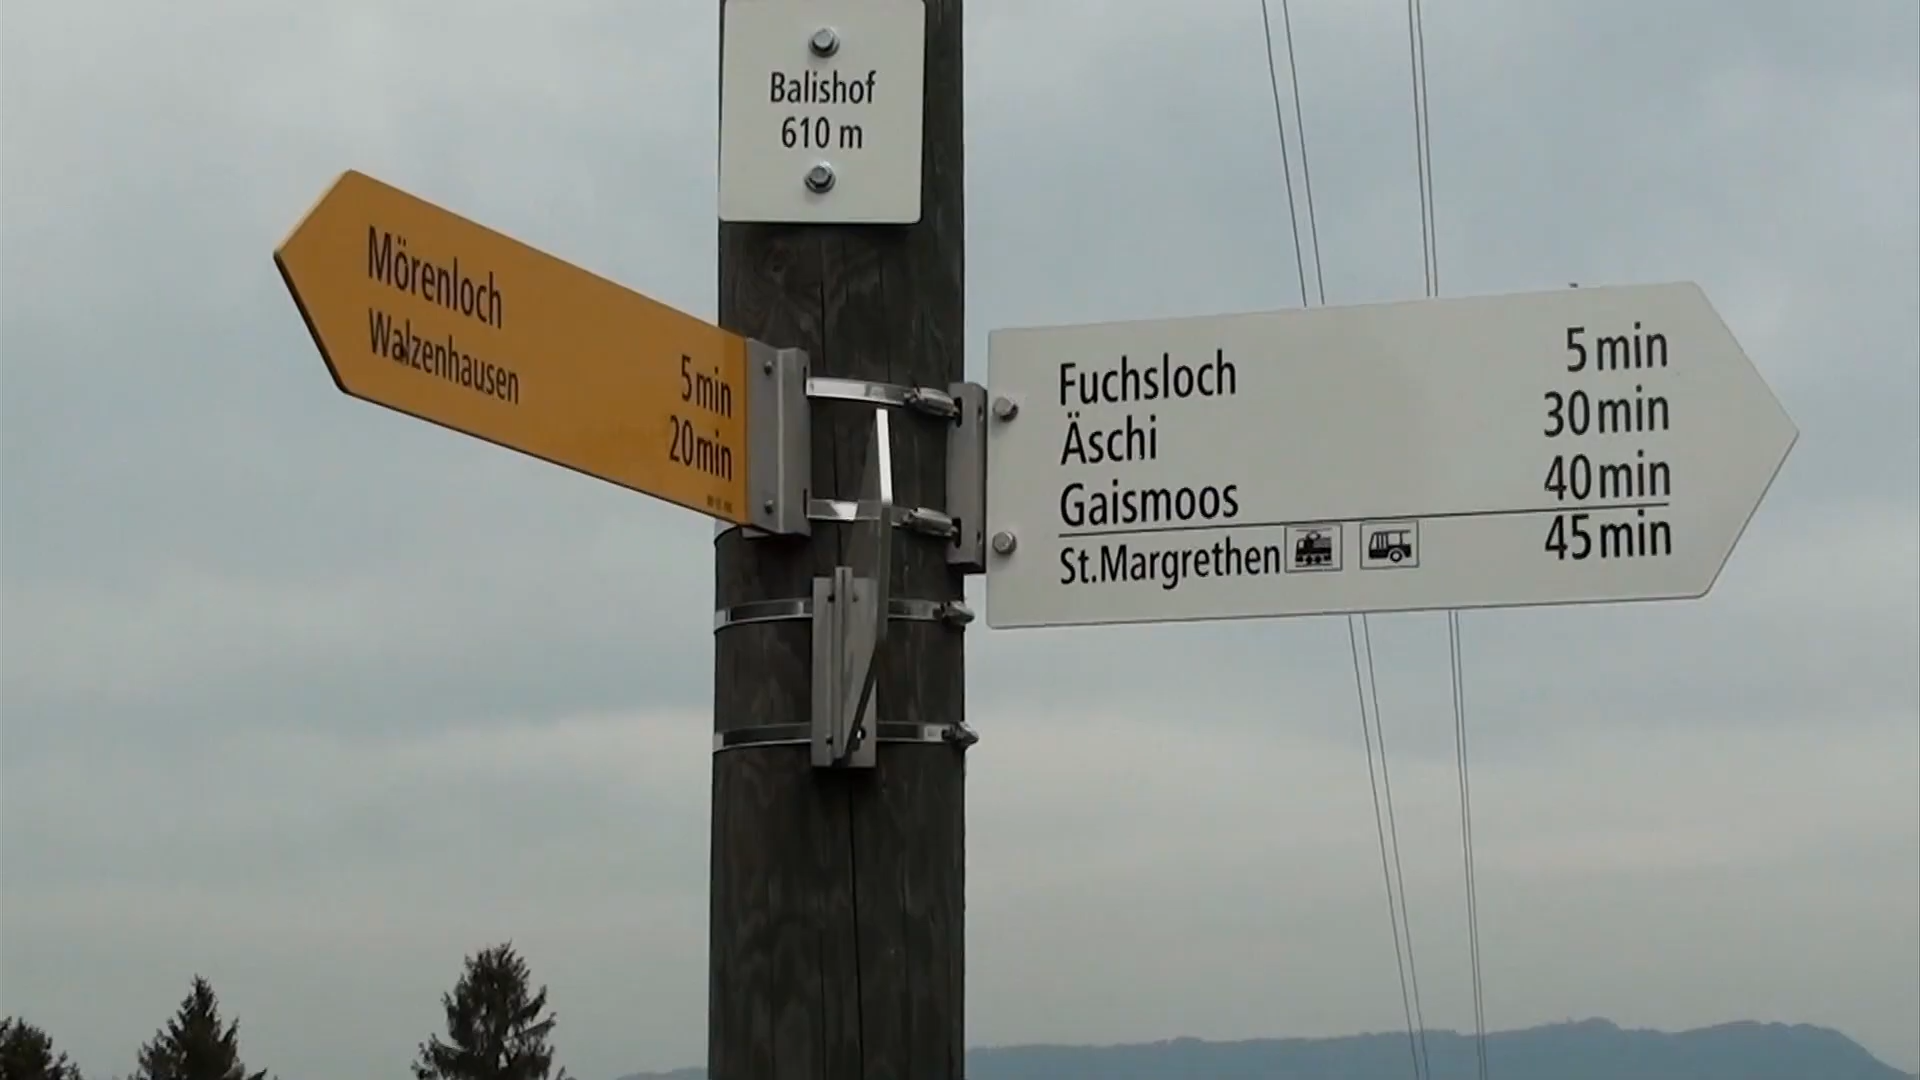 Balishof
610 m
Mörenloch
Walzenhausen
5 min
20 min
Fuchsloch 5 min
Äschi 30 min
Gaismoos 40 min
St.Margrethen 45 min